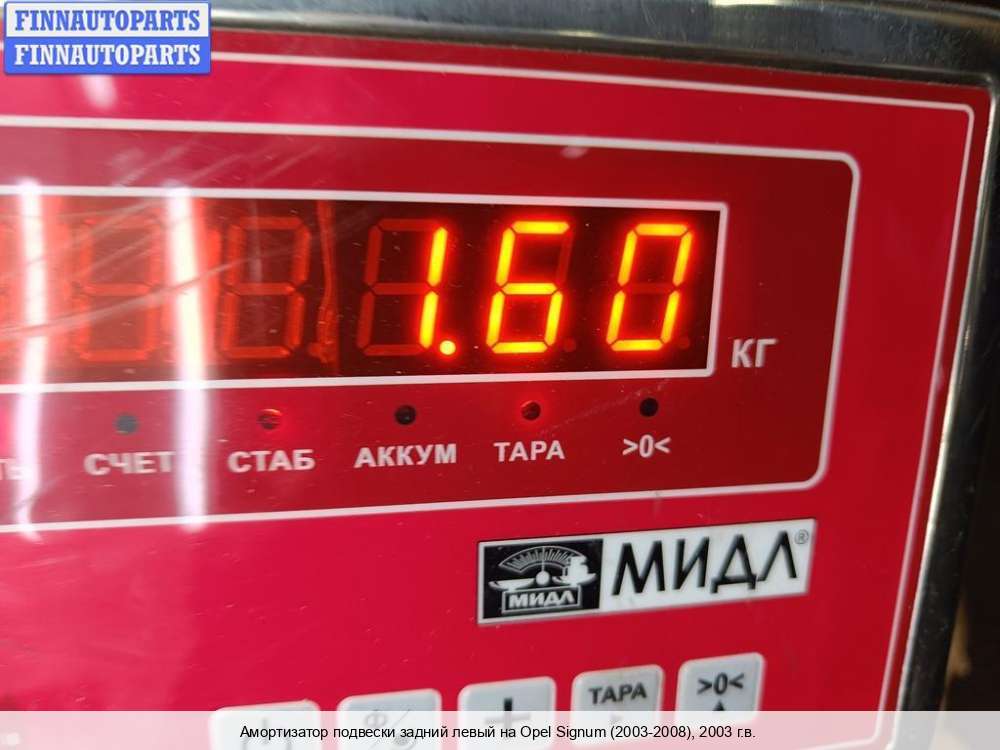 FINNAUTOPARTS
FINNAUTOPARTS
1.60
КГ
СЧЕТ СТАБ АККУМ ТАРА >0<
МИДЛ МИДЛ®
ТАРА >0<
Амортизатор подвески задний левый на Opel Signum (2003-2008), 2003 г.в.